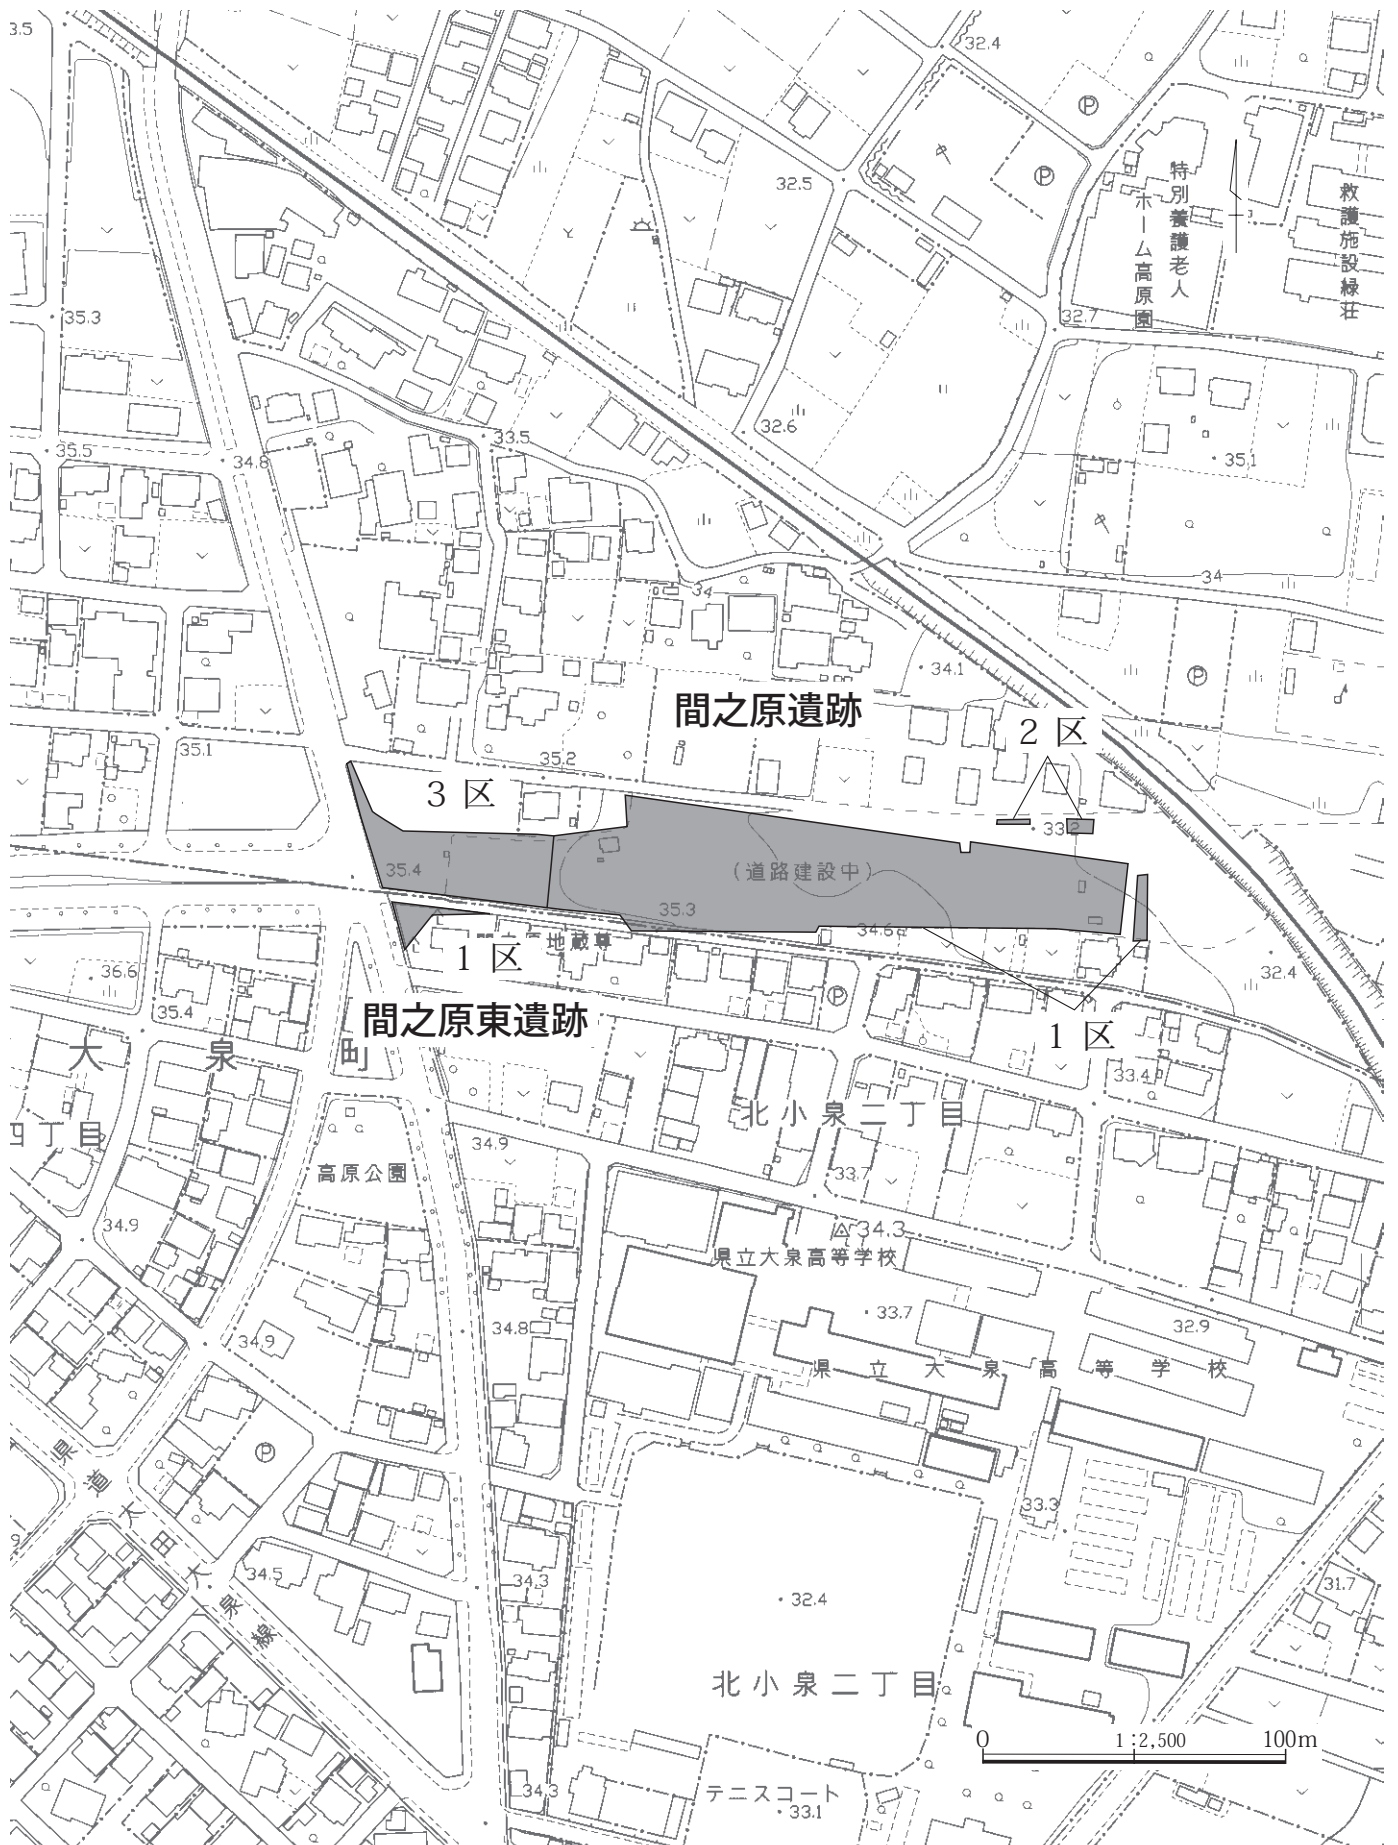 3.5
32.4
32.5
特別養護老人
ホーム高原園
救護施設緑荘
35.3
32.7
32.6
33.5
35.5
34.8
35.1
34
34
34.1
間之原遺跡
2 区
35.1
35.2
3 区
33.2
35.4
(道路建設中)
35.3
34.6
地蔵尊
1 区
32.4
36.6
35.4
間之原東遺跡
1 区
大泉町
33.4
四丁目
北小泉二丁目
34.9
高原公園
33.7
34.9
34.3
県立大泉高等学校
33.7
34.8
32.9
34.9
県立大泉高等学校
県道大田大泉線
33.3
34.5
34.3
31.7
32.4
北小泉二丁目
0 1:2,500 100m
34.3
テニスコート
33.1